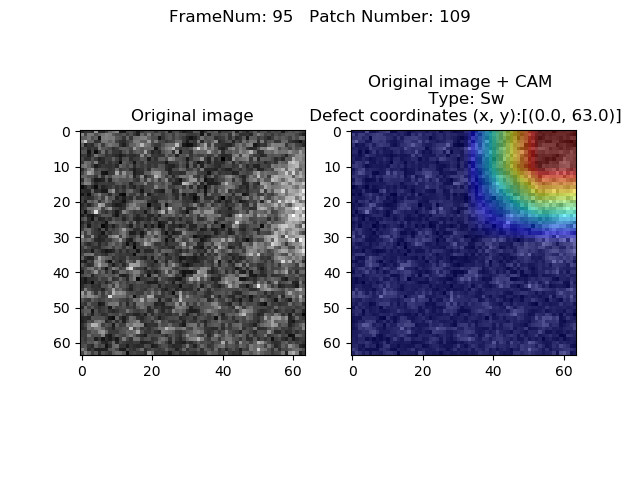 FrameNum: 95   Patch Number: 109
Original image
0
10
20
30
40
50
60
0 20 40 60
Original image + CAM
Type: Sw
Defect coordinates (x, y):[(0.0, 63.0)]
0
10
20
30
40
50
60
0 20 40 60